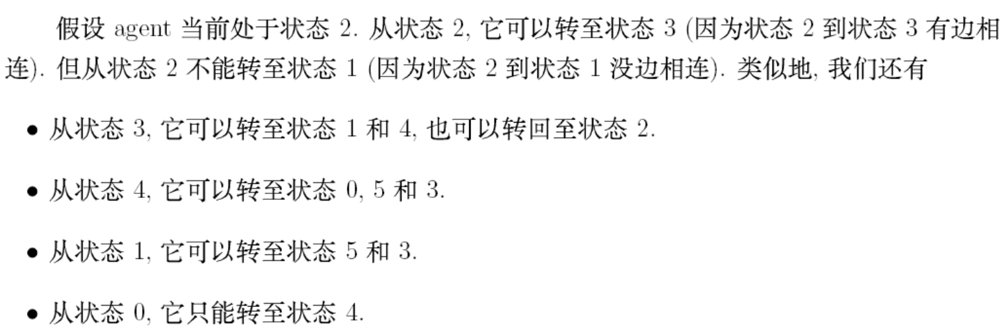 假设 agent 当前处于状态 2. 从状态 2, 它可以转至状态 3 (因为状态 2 到状态 3 有边相
连). 但从状态 2 不能转至状态 1 (因为状态 2 到状态 1 没边相连). 类似地, 我们还有
• 从状态 3, 它可以转至状态 1 和 4, 也可以转回至状态 2.
• 从状态 4, 它可以转至状态 0, 5 和 3.
• 从状态 1, 它可以转至状态 5 和 3.
• 从状态 0, 它只能转至状态 4.